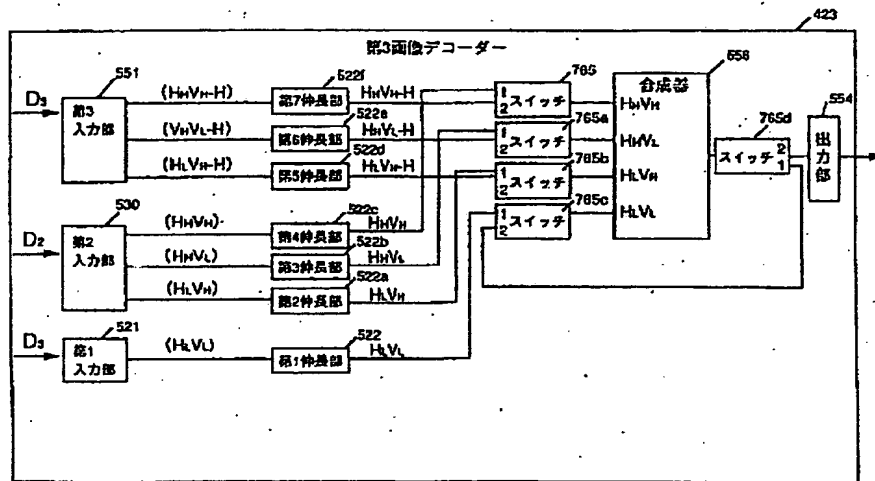 423
第3画像デコーダー
551
D3
第3
入力部
(HHVH-H)
522f
第7伸長部
HHVH-H
(VHVL-H)
522e
第6伸長部
HHVL-H
(HLVH-H)
522d
第5伸長部
HLVH-H
765
1
2
スイッチ
765a
1
2
スイッチ
765b
1
2
スイッチ
765c
1
2
スイッチ
合成器
HHVH
HHVL
HLVH
HLVL
765d
スイッチ
2
1
554
出力部
530
D2
第2
入力部
(HHVH)
522c
第4伸長部
HHVH
(HHVL)
522b
第3伸長部
HHVL
(HLVH)
522a
第2伸長部
HLVH
521
D3
第1
入力部
(HLVL)
522
第1伸長部
HLVL